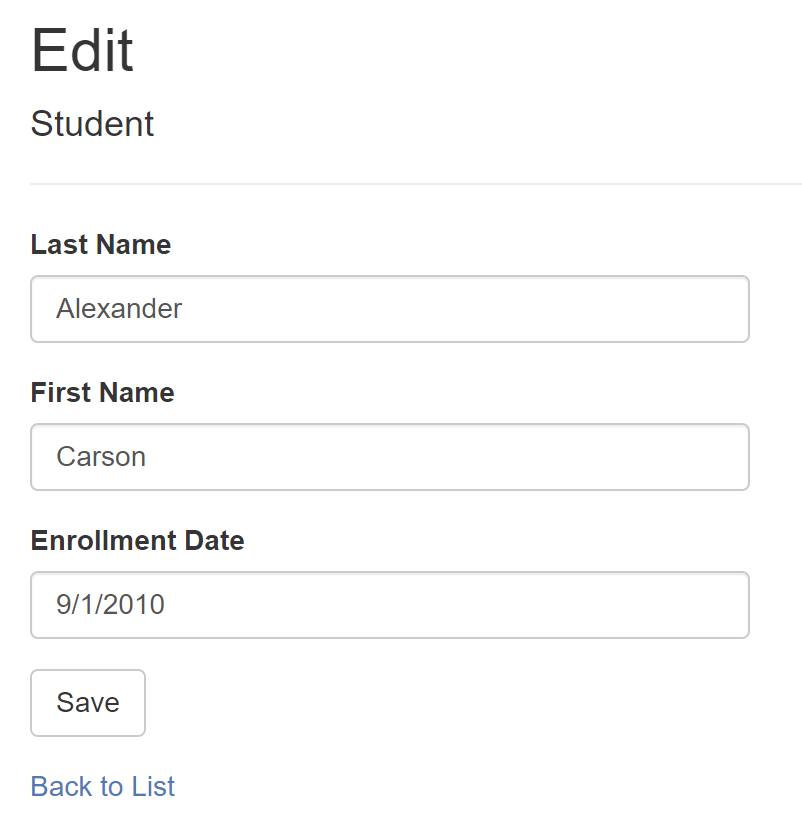 Edit
Student
Last Name
Alexander
First Name
Carson
Enrollment Date
9/1/2010
Save
Back to List